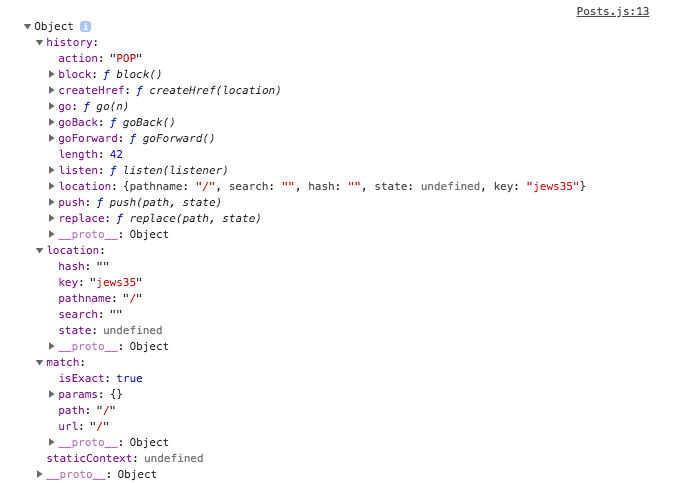 Posts.js:13
Object i
history:
action: "POP"
block: ƒ block()
createHref: ƒ createHref(location)
go: ƒ go(n)
goBack: ƒ goBack()
goForward: ƒ goForward()
length: 42
listen: ƒ listen(listener)
location: {pathname: "/", search: "", hash: "", state: undefined, key: "jews35"}
push: ƒ push(path, state)
replace: ƒ replace(path, state)
__proto__: Object
location:
hash: ""
key: "jews35"
pathname: "/"
search: ""
state: undefined
__proto__: Object
match:
isExact: true
params: {}
path: "/"
url: "/"
__proto__: Object
staticContext: undefined
__proto__: Object